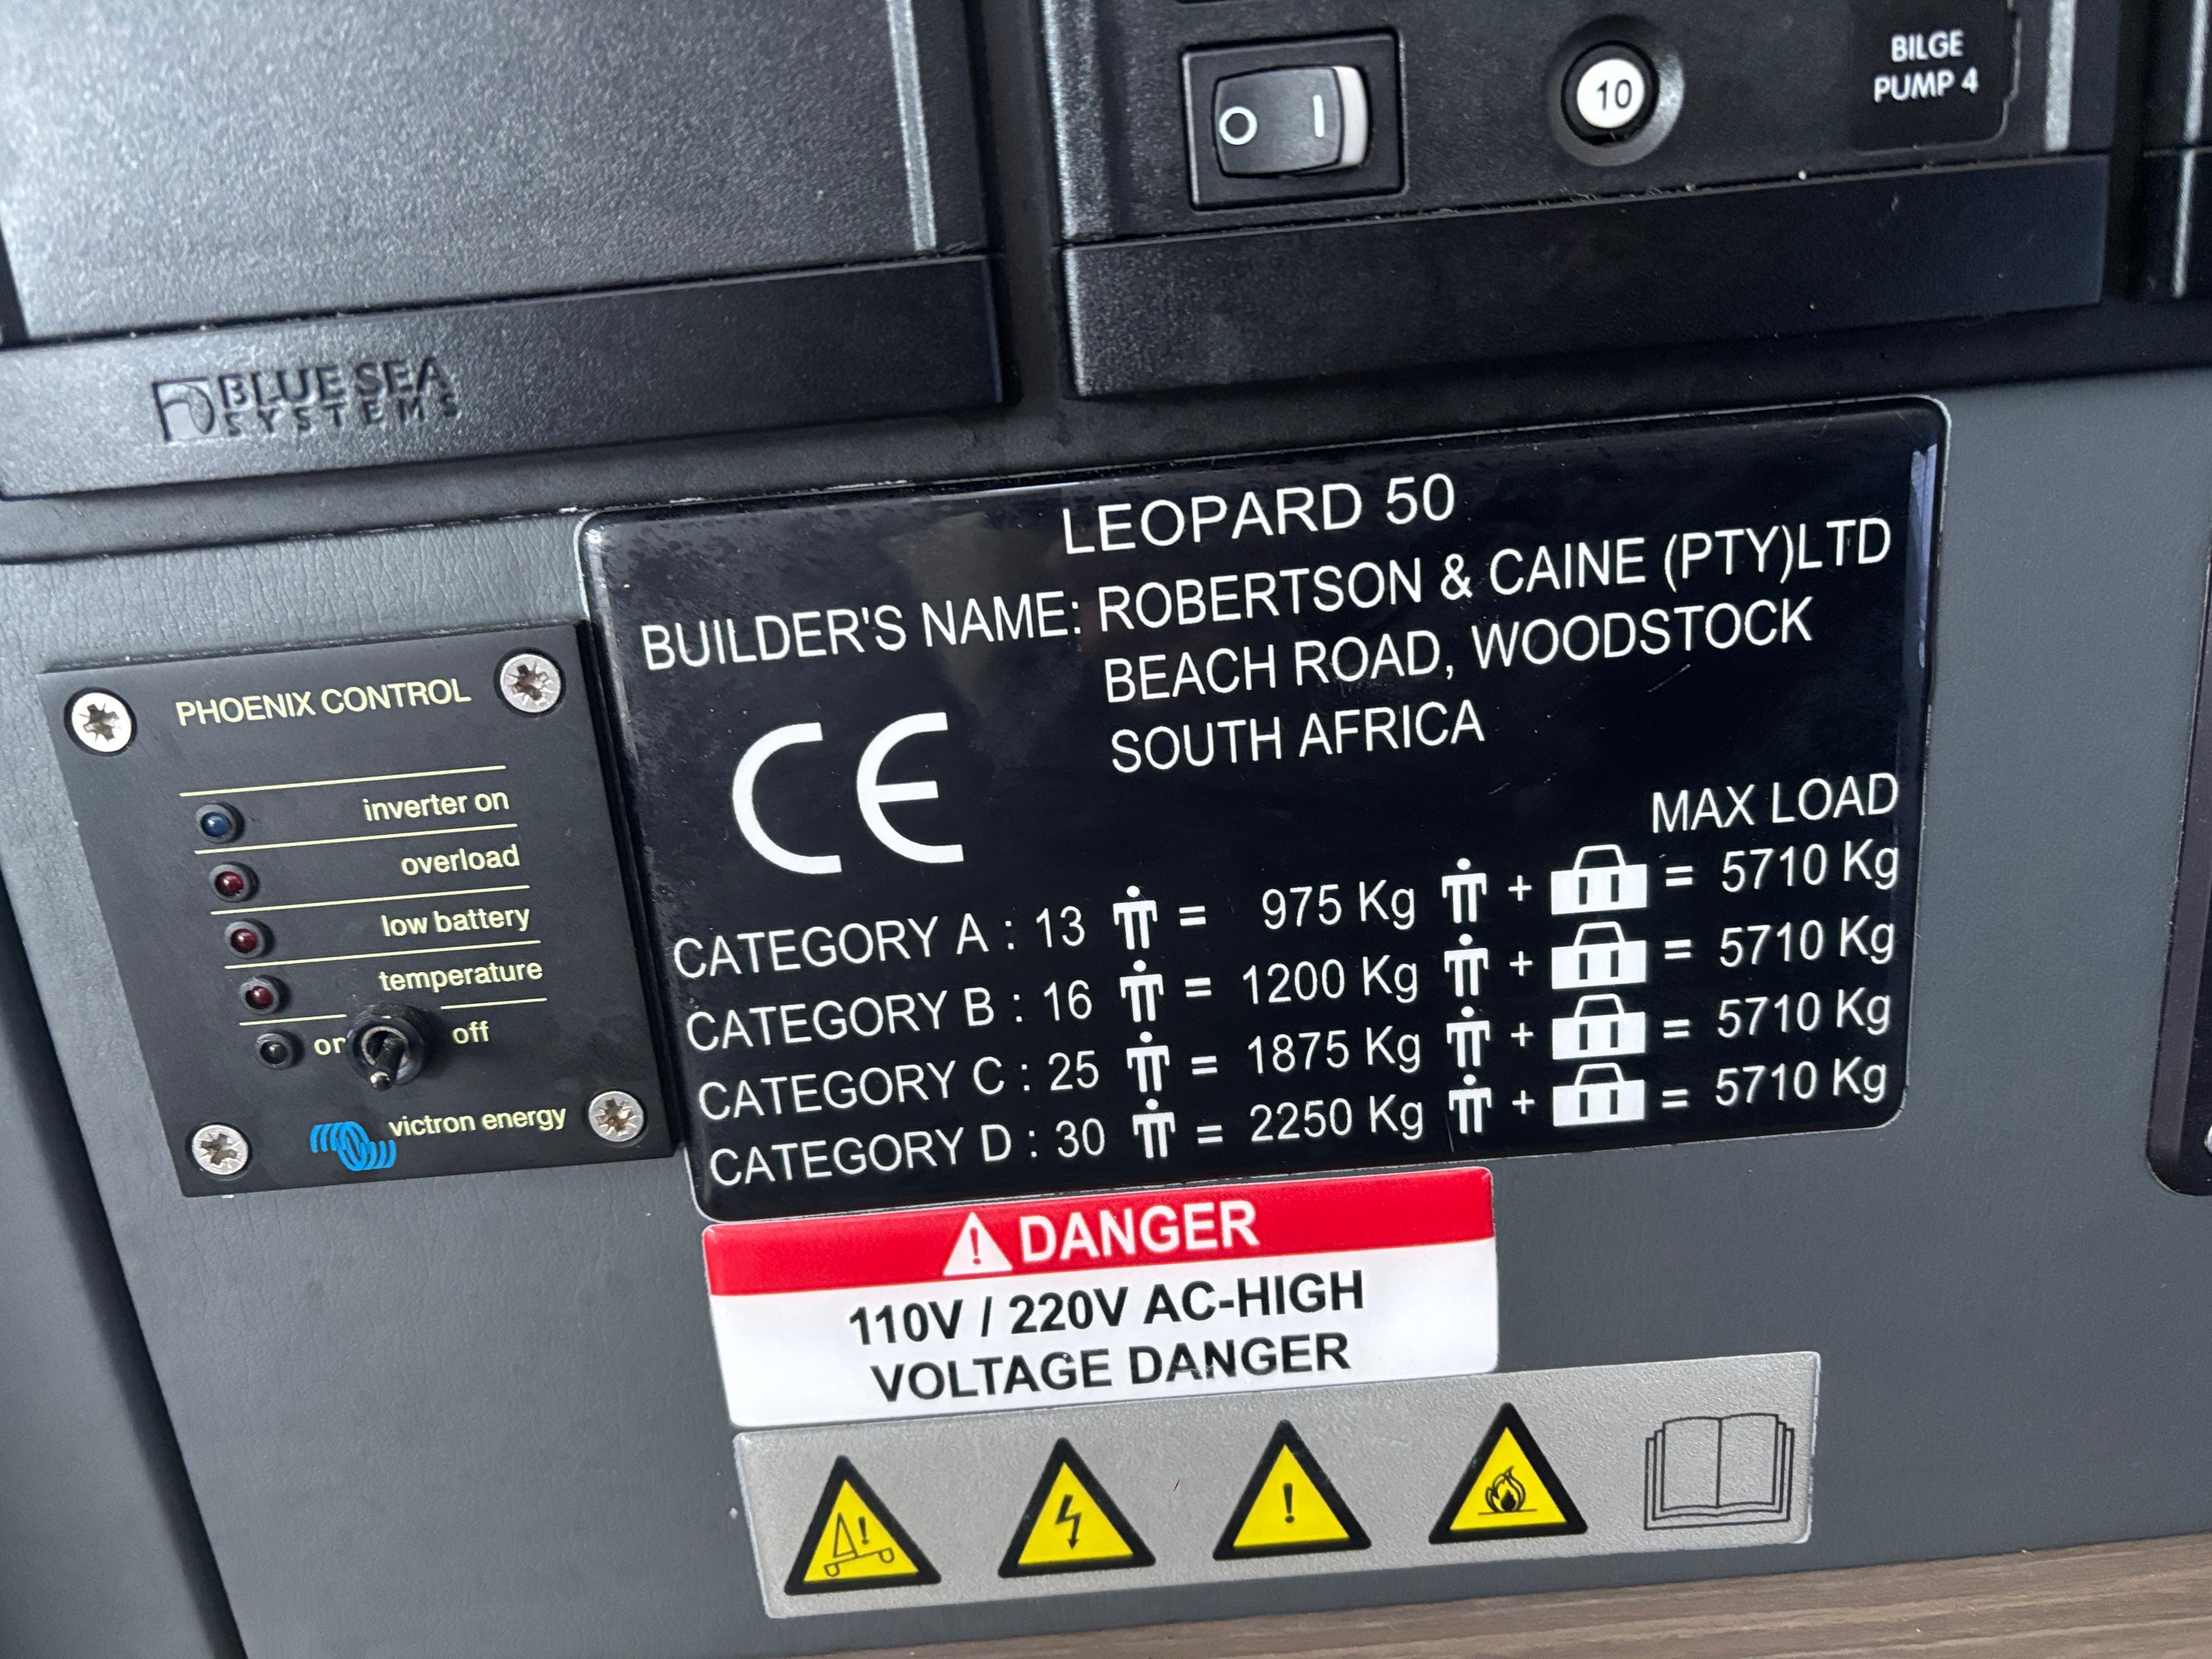 BILGE
PUMP 4
O I
10
BLUE SEA
SYSTEMS
LEOPARD 50
BUILDER'S NAME: ROBERTSON & CAINE (PTY)LTD
BEACH ROAD, WOODSTOCK
SOUTH AFRICA
CE
MAX LOAD
CATEGORY A : 13 = 975 Kg + = 5710 Kg
CATEGORY B : 16 = 1200 Kg + = 5710 Kg
CATEGORY C : 25 = 1875 Kg + = 5710 Kg
CATEGORY D : 30 = 2250 Kg + = 5710 Kg
PHOENIX CONTROL
inverter on
overload
low battery
temperature
on off
victron energy
DANGER
110V / 220V AC-HIGH
VOLTAGE DANGER